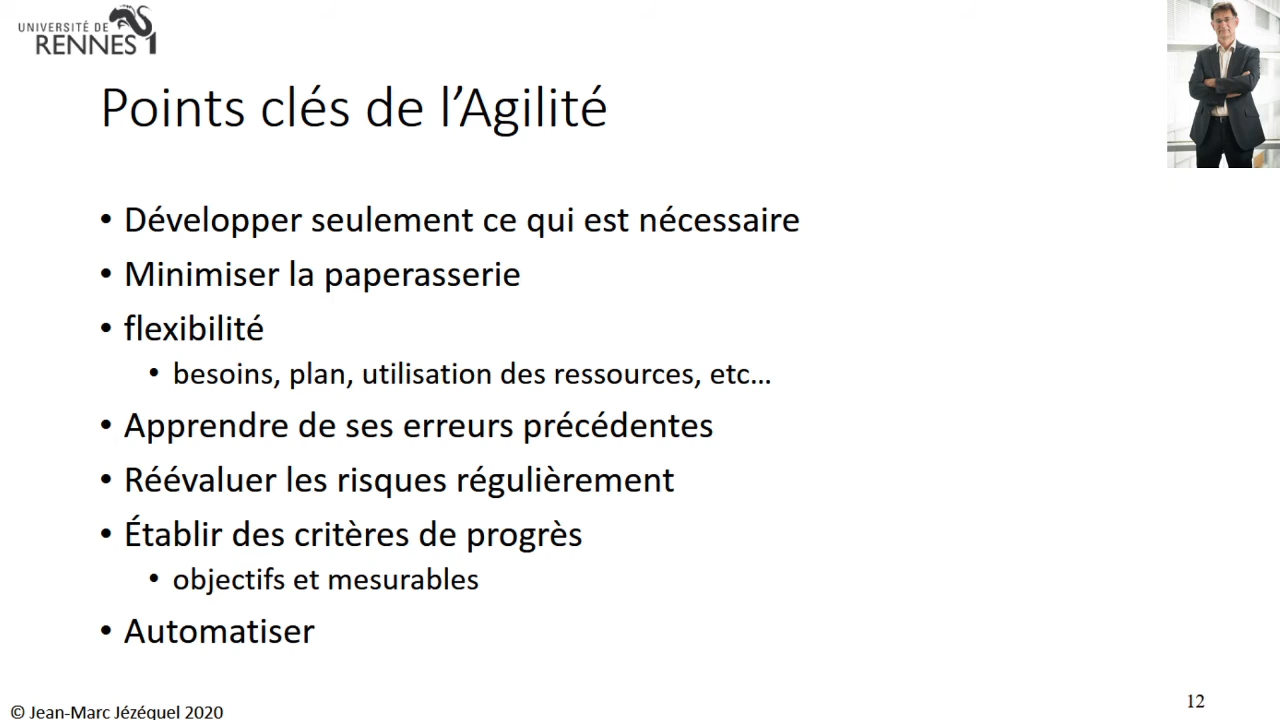 UNIVERSITÉ DE
RENNES 1
Points clés de l’Agilité
• Développer seulement ce qui est nécessaire
• Minimiser la paperasserie
• flexibilité
• besoins, plan, utilisation des ressources, etc…
• Apprendre de ses erreurs précédentes
• Réévaluer les risques régulièrement
• Établir des critères de progrès
• objectifs et mesurables
• Automatiser
© Jean-Marc Jézéquel 2020
12